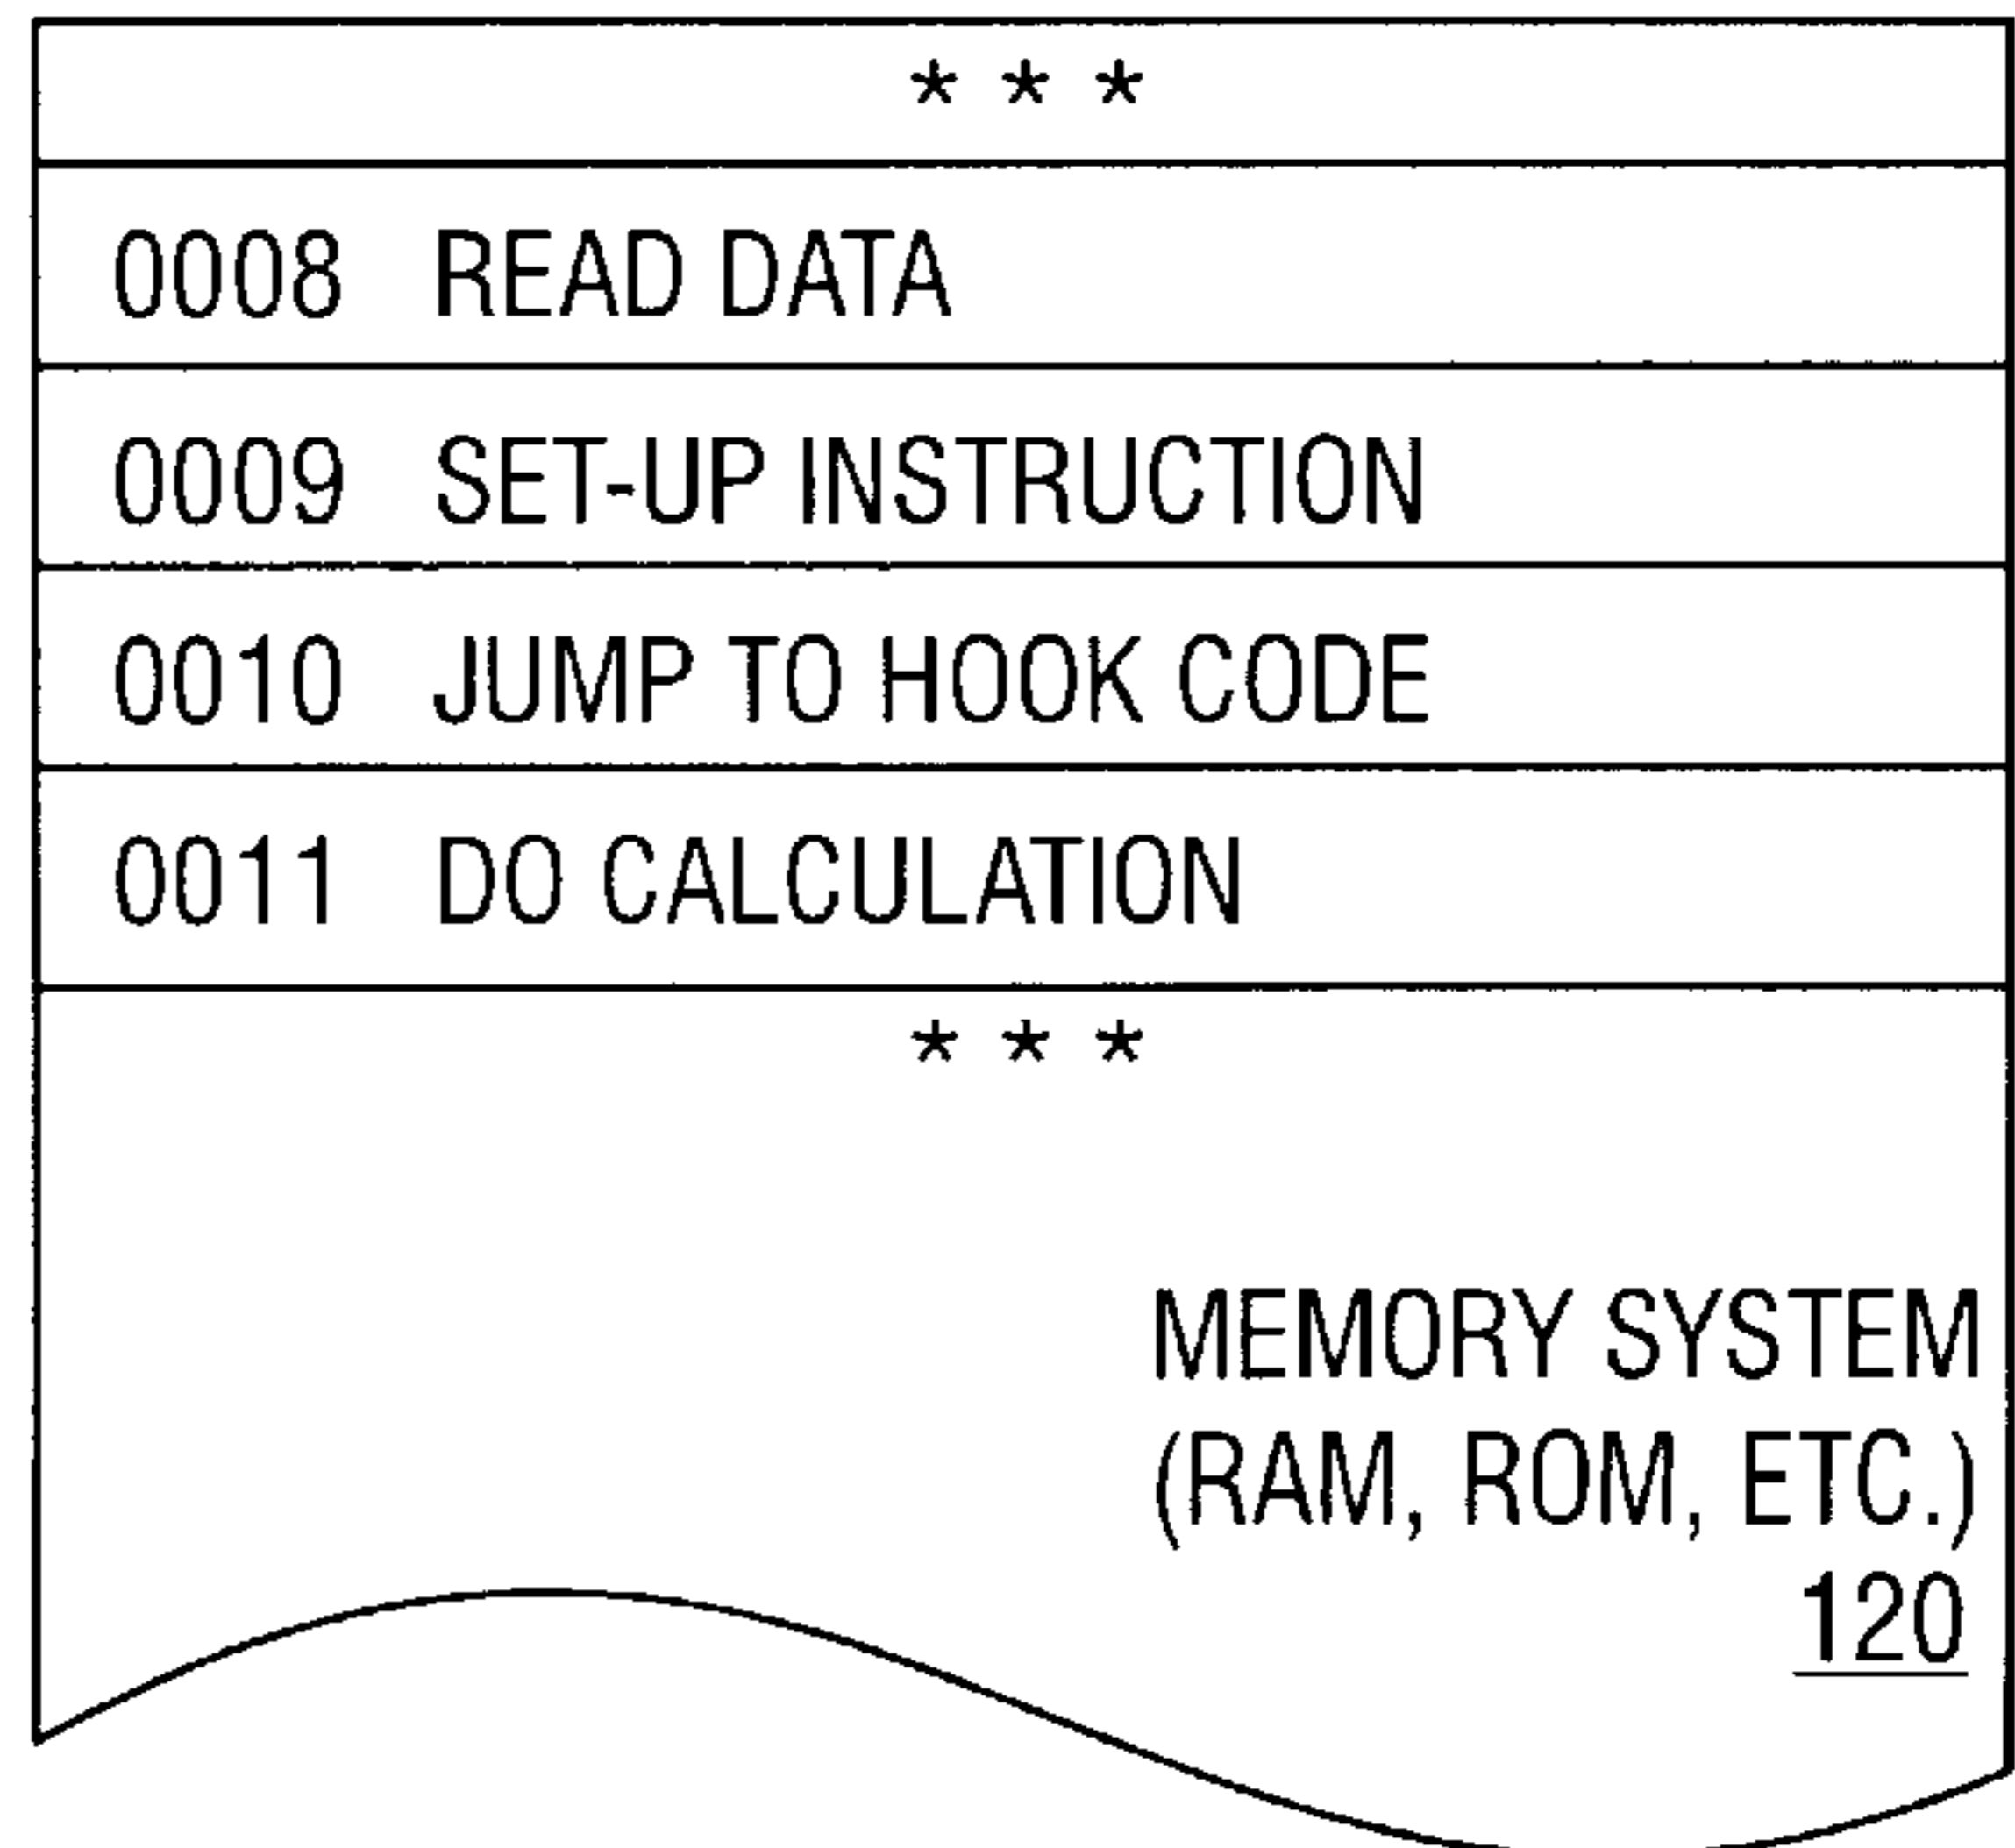 * * *
0008 READ DATA
0009 SET-UP INSTRUCTION
0010 JUMP TO HOOK CODE
0011 DO CALCULATION
* * *
MEMORY SYSTEM
(RAM, ROM, ETC.)
120